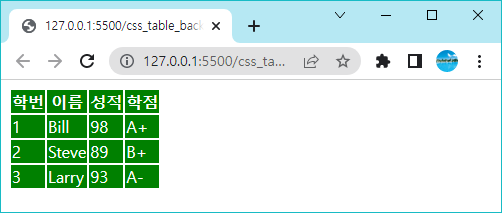 127.0.0.1:5500/css_table_back
127.0.0.1:5500/css_ta...
학번 이름 성적 학점
1 Bill 98 A+
2 Steve 89 B+
3 Larry 93 A-